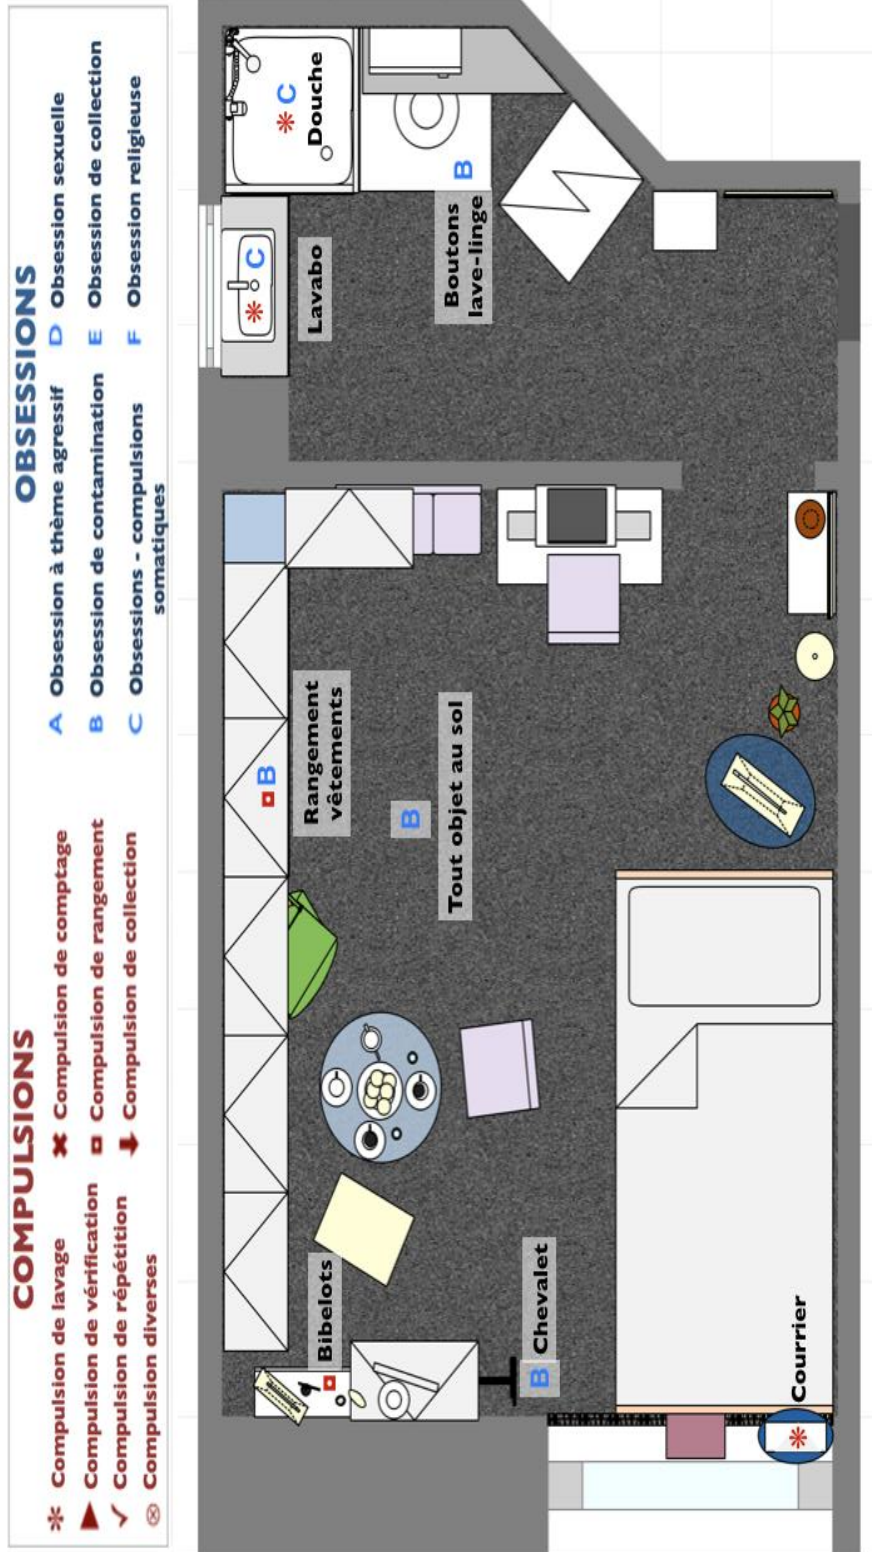 COMPULSIONS
* Compulsion de lavage
▶ Compulsion de vérification
✓ Compulsion de répétition
⊗ Compulsion diverses
✖ Compulsion de comptage
◘ Compulsion de rangement
➡ Compulsion de collection
OBSESSIONS
A Obsession à thème agressif
B Obsession de contamination
C Obsessions - compulsions
somatiques
D Obsession sexuelle
E Obsession de collection
F Obsession religieuse
Bibelots
B
Rangement
vêtements
B
Tout objet au sol
B Chevalet
Courrier
C
Lavabo
C
Douche
B
Boutons
lave-linge